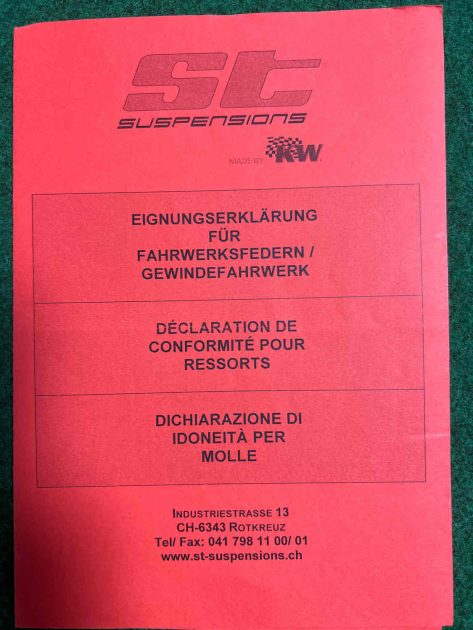 st
SUSPENSIONS
MADE BY KW
EIGNUNGSERKLÄRUNG
FÜR
FAHRWERKSFEDERN /
GEWINDEFAHRWERK
DÉCLARATION DE
CONFORMITÉ POUR
RESSORTS
DICHIARAZIONE DI
IDONEITÀ PER
MOLLE
INDUSTRIESTRASSE 13
CH-6343 ROTKREUZ
Tel/ Fax: 041 798 11 00/ 01
www.st-suspensions.ch